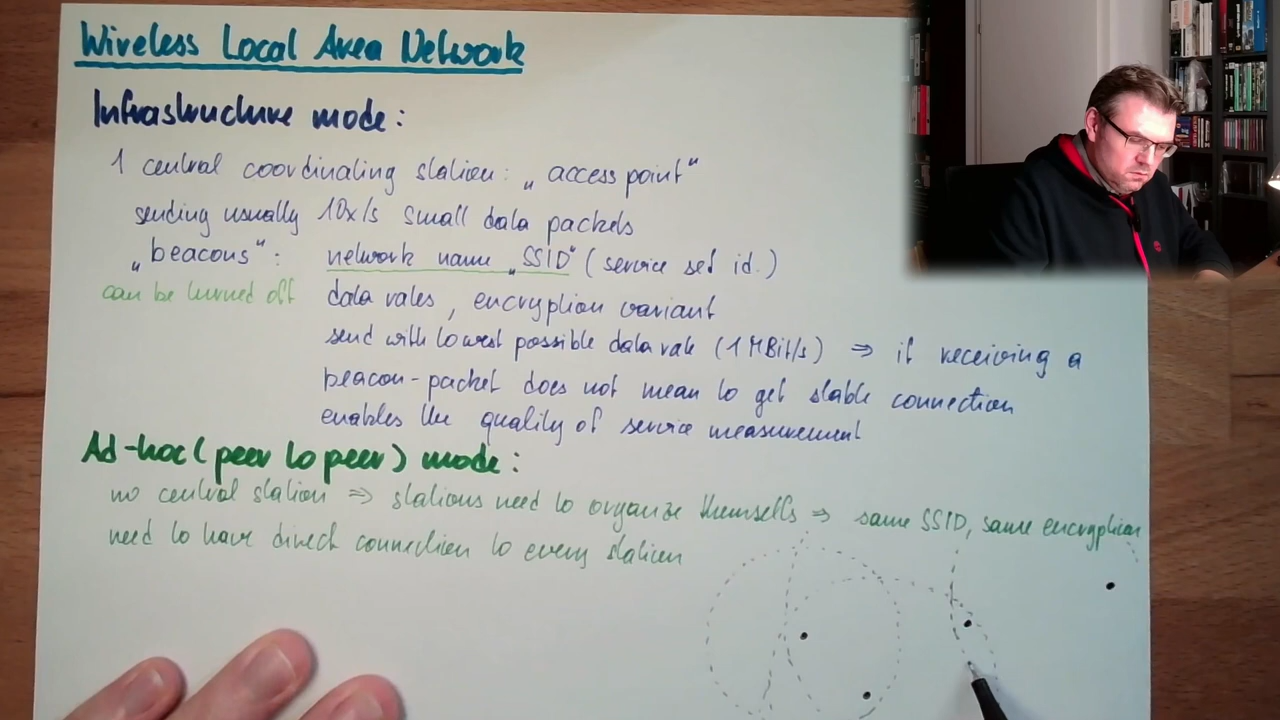 Wireless Local Area Network
Infrastructure mode:
1 central coordinating station: „access point“
sending usually 10x/s small data packets
„beacons“: network name „SSID“ (service set id.)
can be turned off data rates, encryption variant
send with lowest possible data rate (1 MBit/s) ⇒ if receiving a
beacon-packet does not mean to get stable connection
enables the quality of service measurement
Ad-hoc (peer to peer) mode:
no central station ⇒ stations need to organize themsells ⇒ same SSID, same encryption
need to have direct connection to every station